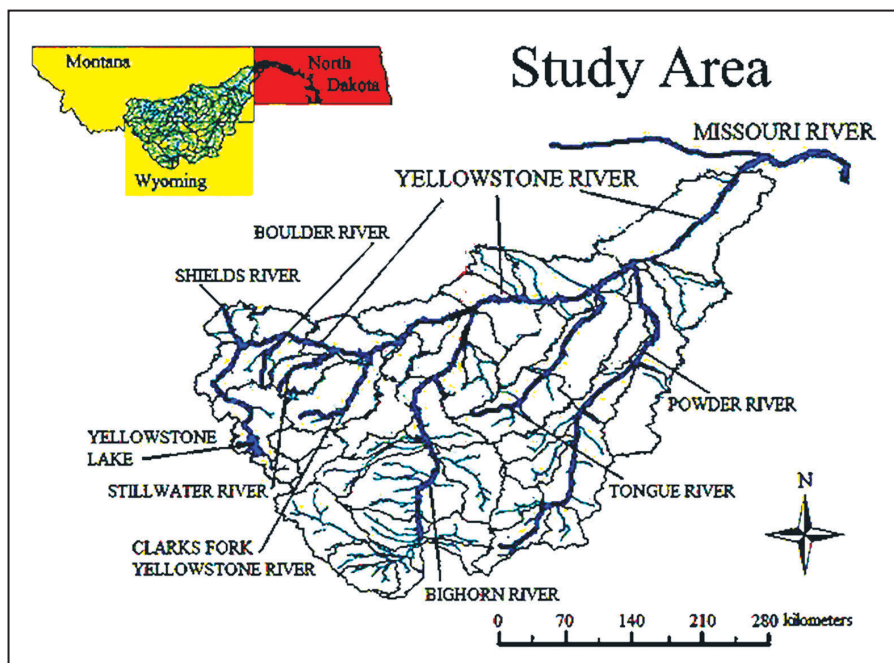 Montana
North
Dakota
Wyoming
Study Area
MISSOURI RIVER
YELLOWSTONE RIVER
BOULDER RIVER
SHIELDS RIVER
POWDER RIVER
YELLOWSTONE
LAKE
STILLWATER RIVER
TONGUE RIVER
N
CLARKS FORK
YELLOWSTONE RIVER
BIGHORN RIVER
0 70 140 210 280 kilometers